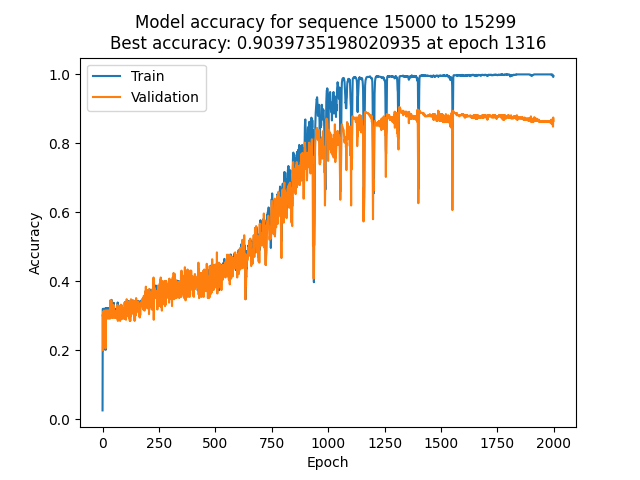 Model accuracy for sequence 15000 to 15299
Best accuracy: 0.9039735198020935 at epoch 1316
Train
Validation
1.0
0.8
0.6
0.4
0.2
0.0
Accuracy
0
250
500
750
1000
1250
1500
1750
2000
Epoch